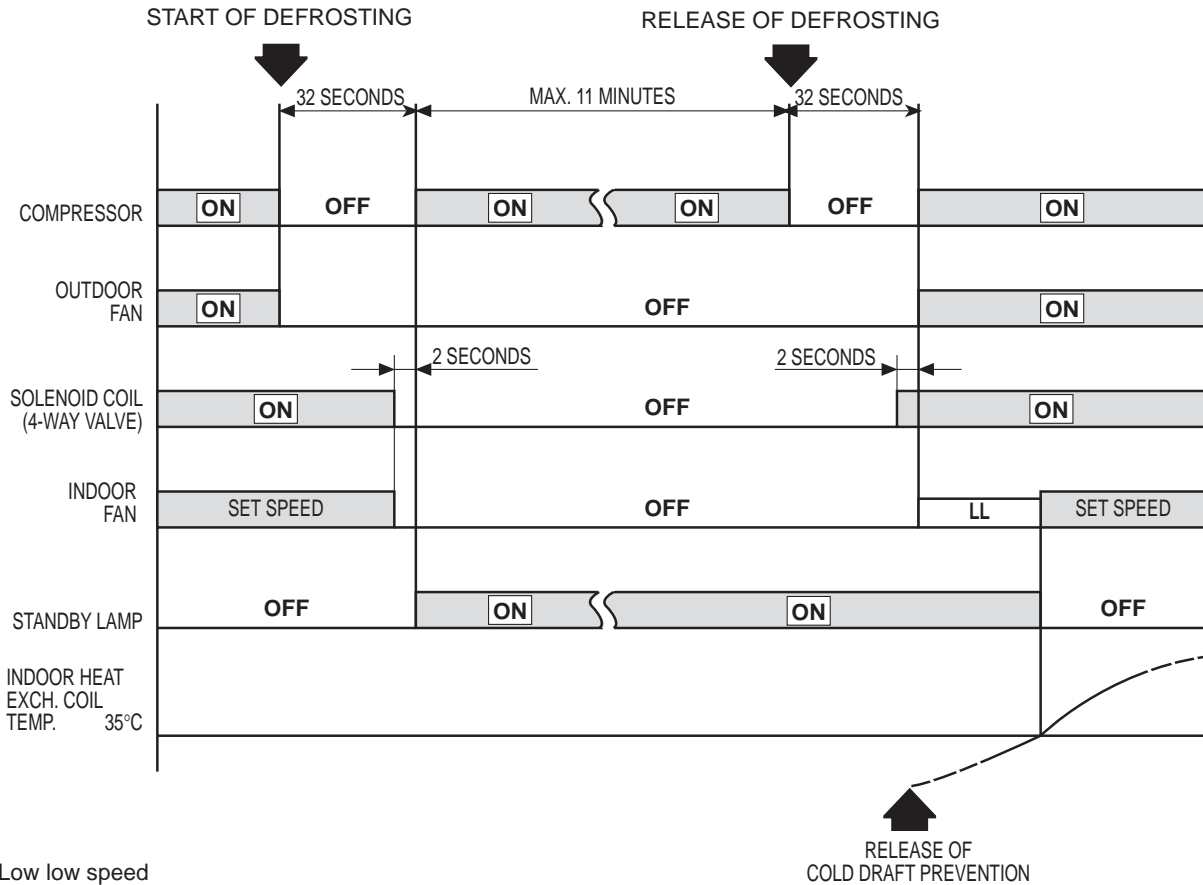 START OF DEFROSTING
RELEASE OF DEFROSTING
32 SECONDS
MAX. 11 MINUTES
32 SECONDS
COMPRESSOR
ON
OFF
ON
ON
OFF
ON
OUTDOOR
FAN
ON
OFF
ON
2 SECONDS
2 SECONDS
SOLENOID COIL
(4-WAY VALVE)
ON
OFF
ON
INDOOR
FAN
SET SPEED
OFF
LL
SET SPEED
STANDBY LAMP
OFF
ON
ON
OFF
INDOOR HEAT
EXCH. COIL
TEMP. 35°C
RELEASE OF
COLD DRAFT PREVENTION
Low low speed